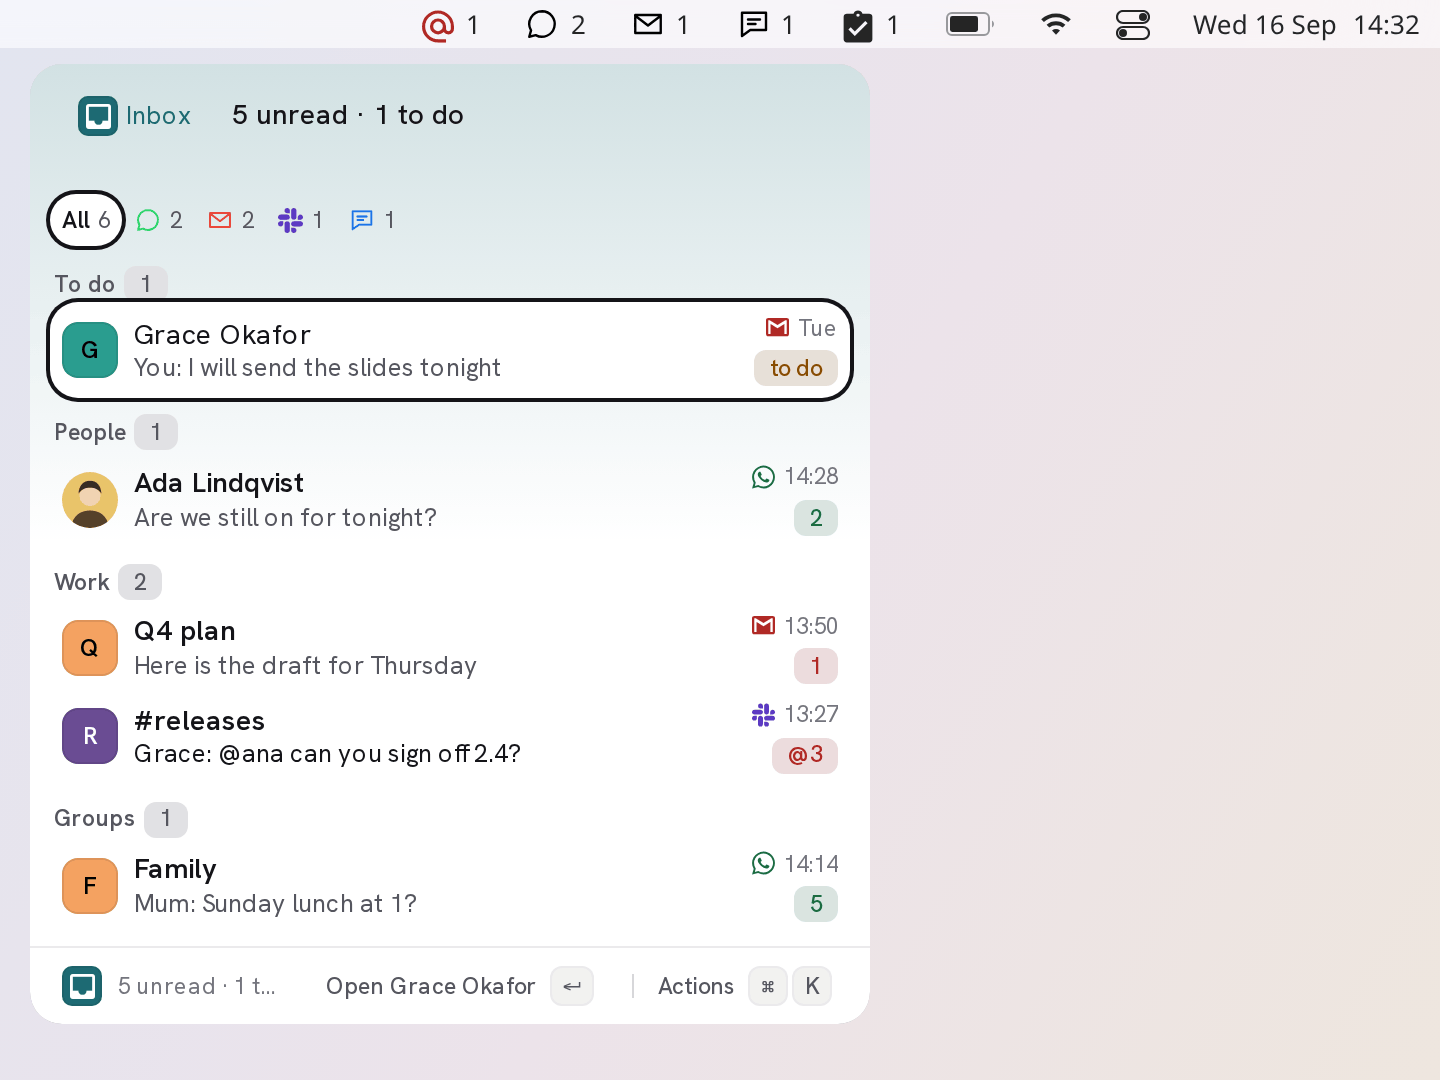 @ 1 2 1 1 1 Wed 16 Sep 14:32
Inbox 5 unread · 1 to do
All 6 2 2 1 1
To do 1
G Grace Okafor Tue
You: I will send the slides tonight to do
People 1
Ada Lindqvist 14:28
Are we still on for tonight? 2
Work 2
Q Q4 plan 13:50
Here is the draft for Thursday 1
R #releases 13:27
Grace: @ana can you sign off 2.4? @3
Groups 1
F Family 14:14
Mum: Sunday lunch at 1? 5
5 unread · 1 t… Open Grace Okafor ↵ Actions ⌘ K